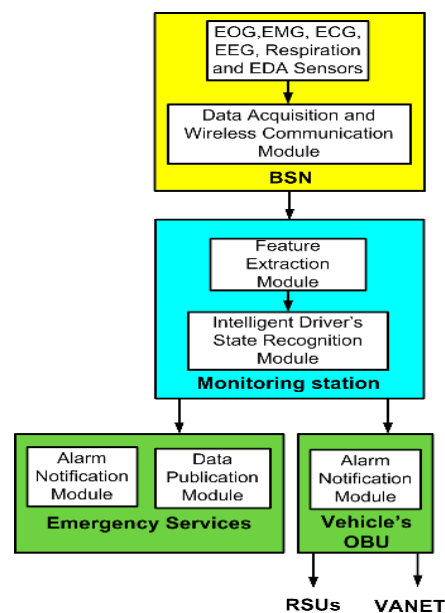 EOG,EMG, ECG,
EEG, Respiration
and EDA Sensors
Data Acquisition and
Wireless Communication
Module
BSN
Feature
Extraction
Module
Intelligent Driver's
State Recognition
Module
Monitoring station
Alarm
Notification
Module
Data
Publication
Module
Emergency Services
Alarm
Notification
Module
Vehicle's
OBU
RSUs
VANET